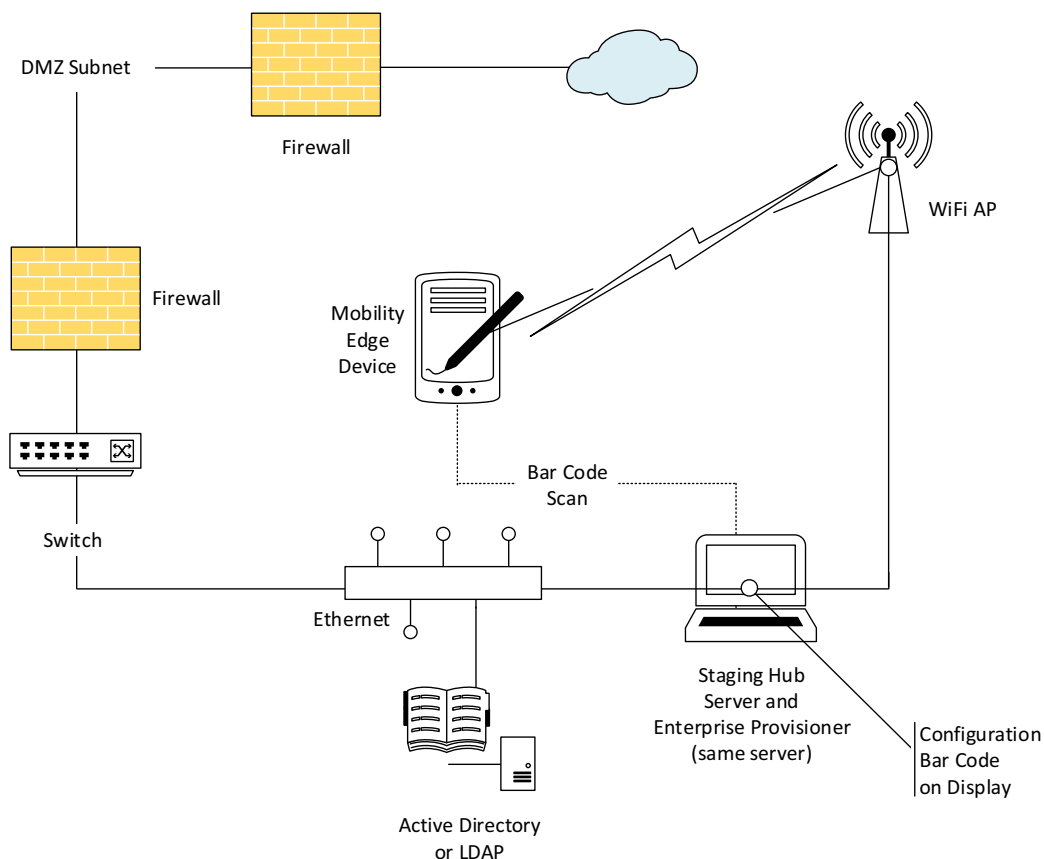 DMZ Subnet
Firewall
WiFi AP
Firewall
Mobility
Edge
Device
Bar Code
Scan
Switch
Ethernet
Staging Hub
Server and
Enterprise Provisioner
(same server)
Configuration
Bar Code
on Display
Active Directory
or LDAP